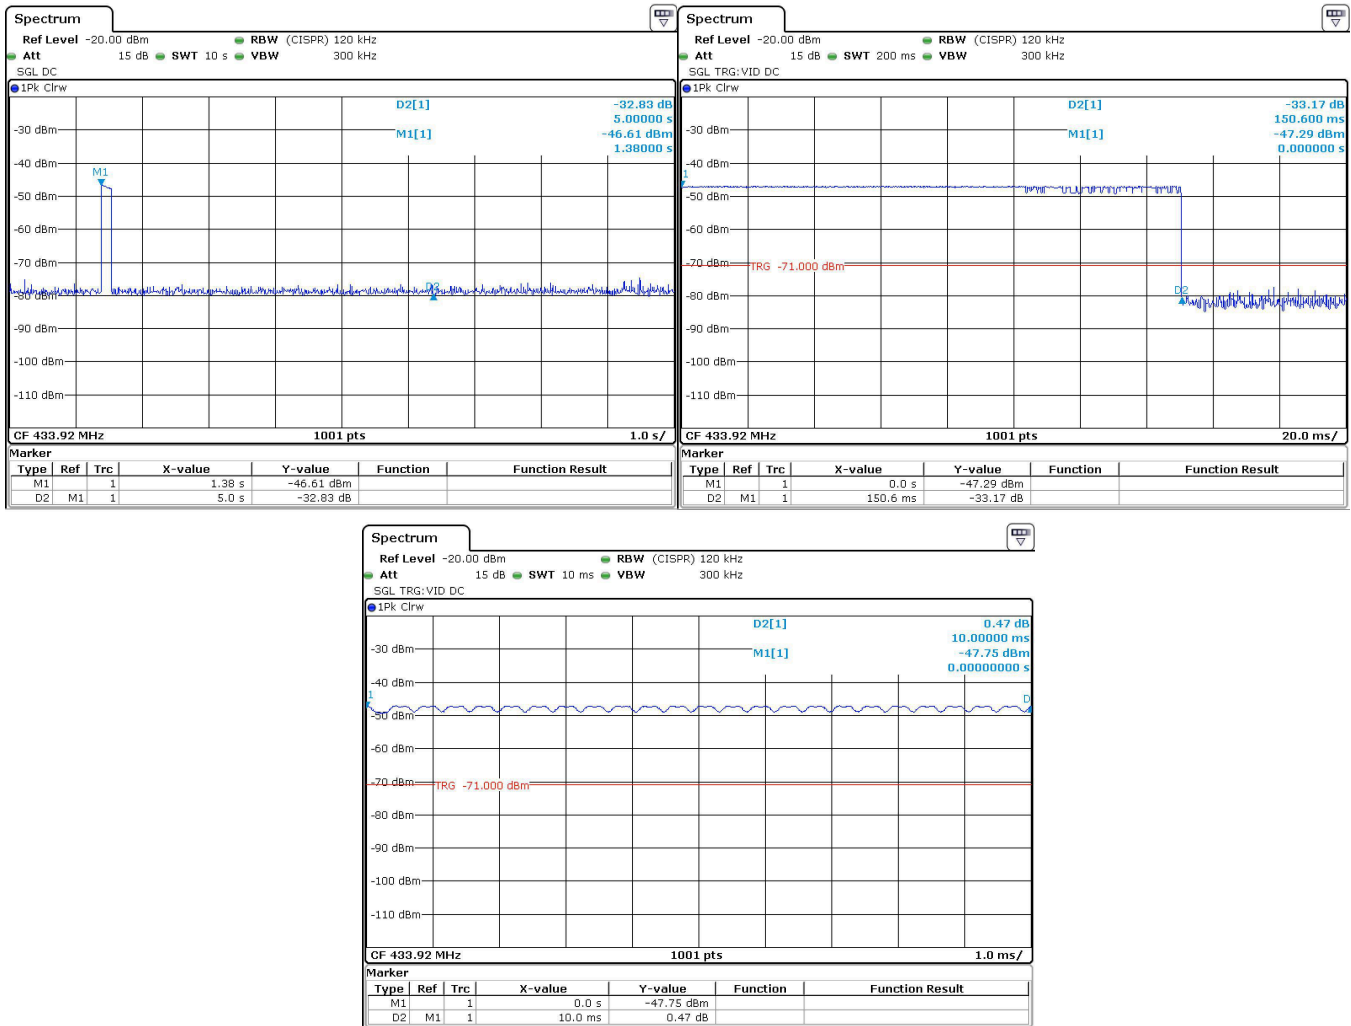 Spectrum
Ref Level -20.00 dBm RBW (CISPR) 120 kHz
Att 15 dB SWT 10 s VBW 300 kHz
SGL DC
1Pk Clrw
D2[1] -32.83 dB
5.00000 s
M1[1] -46.61 dBm
1.38000 s
-30 dBm
-40 dBm
M1
-50 dBm
-60 dBm
-70 dBm
D2
-80 dBm
-90 dBm
-100 dBm
-110 dBm
CF 433.92 MHz 1001 pts 1.0 s/
Marker
Type Ref Trc X-value Y-value Function Function Result
M1 1 1.38 s -46.61 dBm
D2 M1 1 5.0 s -32.83 dB
Spectrum
Ref Level -20.00 dBm RBW (CISPR) 120 kHz
Att 15 dB SWT 200 ms VBW 300 kHz
SGL TRG:VID DC
1Pk Clrw
D2[1] -33.17 dB
150.600 ms
M1[1] -47.29 dBm
0.000000 s
-30 dBm
-40 dBm
1
-50 dBm
-60 dBm
-70 dBm
TRG -71.000 dBm
D2
-80 dBm
-90 dBm
-100 dBm
-110 dBm
CF 433.92 MHz 1001 pts 20.0 ms/
Marker
Type Ref Trc X-value Y-value Function Function Result
M1 1 0.0 s -47.29 dBm
D2 M1 1 150.6 ms -33.17 dB
Spectrum
Ref Level -20.00 dBm RBW (CISPR) 120 kHz
Att 15 dB SWT 10 ms VBW 300 kHz
SGL TRG:VID DC
1Pk Clrw
D2[1] 0.47 dB
10.00000 ms
M1[1] -47.75 dBm
0.00000000 s
-30 dBm
-40 dBm
1 D
-50 dBm
-60 dBm
-70 dBm
TRG -71.000 dBm
-80 dBm
-90 dBm
-100 dBm
-110 dBm
CF 433.92 MHz 1001 pts 1.0 ms/
Marker
Type Ref Trc X-value Y-value Function Function Result
M1 1 0.0 s -47.75 dBm
D2 M1 1 10.0 ms 0.47 dB